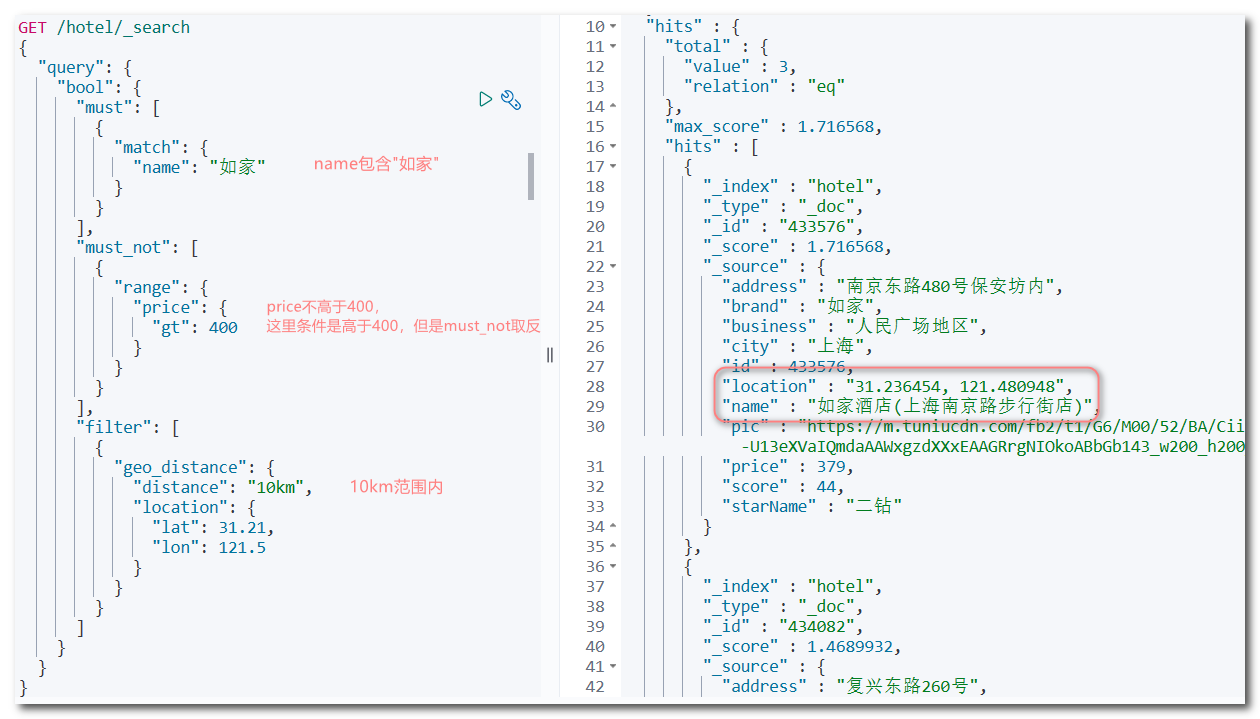 GET /hotel/_search
{
"query": {
"bool": {
"must": [
{
"match": {
"name": "如家" name包含"如家"
}
}
],
"must_not": [
{
"range": {
"price": { price不高于400,
"gt": 400 这里条件是高于400，但是must_not取反
}
}
}
],
"filter": [
{
"geo_distance": {
"distance": "10km", 10km范围内
"location": {
"lat": 31.21,
"lon": 121.5
}
}
}
]
}
}
}
10 "hits" : {
11 "total" : {
12 "value" : 3,
13 "relation" : "eq"
14 },
15 "max_score" : 1.716568,
16 "hits" : [
17 {
18 "_index" : "hotel",
19 "_type" : "_doc",
20 "_id" : "433576",
21 "_score" : 1.716568,
22 "_source" : {
23 "address" : "南京东路480号保安坊内",
24 "brand" : "如家",
25 "business" : "人民广场地区",
26 "city" : "上海",
27 "id" : 433576,
28 "location" : "31.236454, 121.480948",
29 "name" : "如家酒店(上海南京路步行街店)",
30 "pic" : "https://m.tuniucdn.com/fb2/t1/G6/M00/52/BA/Cii
-U13eXVaIQmdaAAWxgzdXXxEAAGRrgNIOkoABbGb143_w200_h200
31 "price" : 379,
32 "score" : 44,
33 "starName" : "二钻"
34 }
35 },
36 {
37 "_index" : "hotel",
38 "_type" : "_doc",
39 "_id" : "434082",
40 "_score" : 1.4689932,
41 "_source" : {
42 "address" : "复兴东路260号",